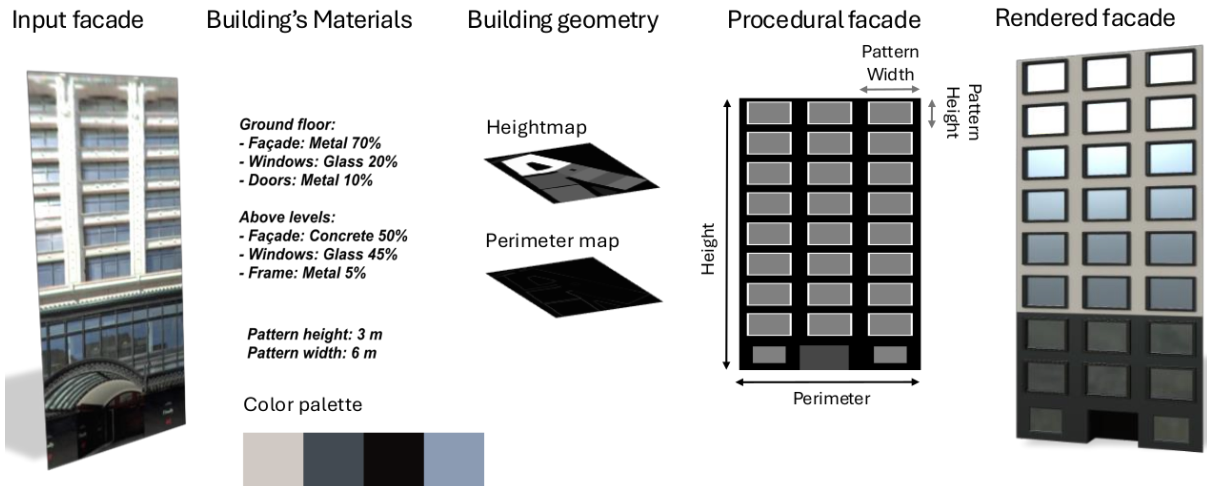 Input facade
Building's Materials
Building geometry
Procedural facade
Rendered facade
Ground floor:
- Façade: Metal 70%
- Windows: Glass 20%
- Doors: Metal 10%
Above levels:
- Façade: Concrete 50%
- Windows: Glass 45%
- Frame: Metal 5%
Pattern height: 3 m
Pattern width: 6 m
Color palette
Heightmap
Perimeter map
Pattern
Width
Pattern
Height
Height
Perimeter